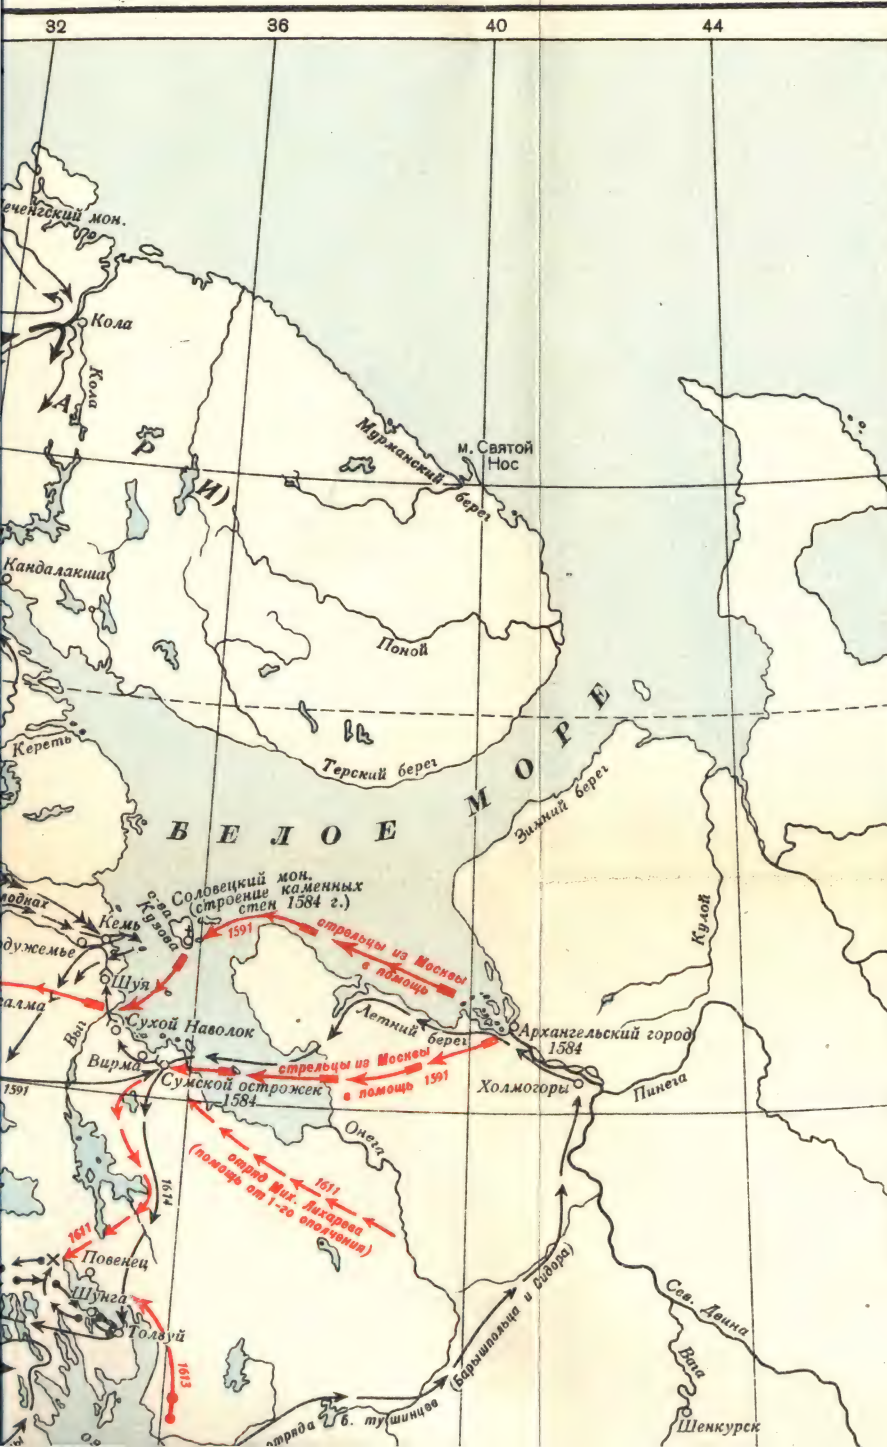 32 36 40 44
еченгский мон.
Кола
Кола
А
Р
И)
Мурманский берег
м. Святой
Нос
Кандалакша
Поной
Кереть
Терский берег
БЕЛОЕ МОРЕ
Зимний берег
Соловецкий мон.
(строение каменных
стен 1584 г.)
о-ва
Кузова
лоднах
Кемь
одужемье
1591
стрельцы из Москвы
в помощь
Кулой
Шуя
алма
Выг
Сухой Наволок
Летний берег
Архангельский город
1584
Вирма
стрельцы из Москвы
в помощь 1591
1591
Сумской острожек
1584
Холмогоры
Пинега
Онега
1611
отряд Мих. Лихарева
(помощь от 1-го ополчения)
1614
1611
Повенец
Шунга
Толвуй
1613
Сев. Двина
Вага
Шенкурск
отряда б. тушинцев (Барышпольца и Сидора)